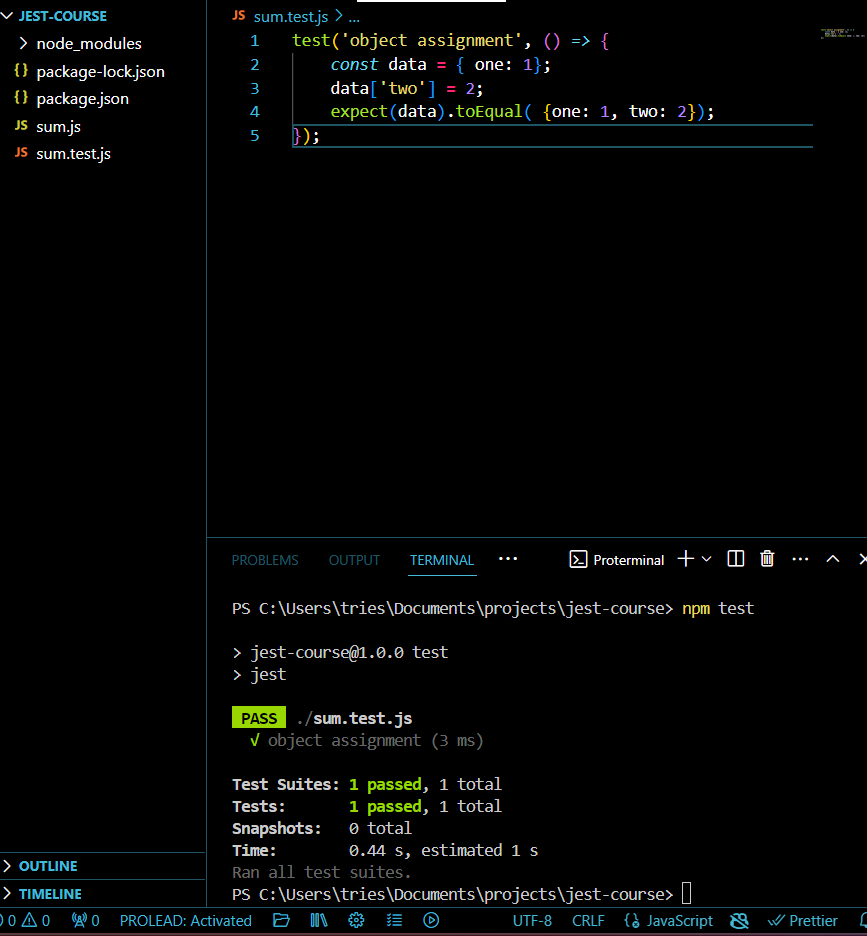 JEST-COURSE
node_modules
{} package-lock.json
{} package.json
JS sum.js
JS sum.test.js
OUTLINE
TIMELINE
JS sum.test.js > ...
1 test('object assignment', () => {
2 const data = { one: 1};
3 data['two'] = 2;
4 expect(data).toEqual( {one: 1, two: 2});
5 });
PROBLEMS OUTPUT TERMINAL ... Proterminal
PS C:\Users\tries\Documents\projects\jest-course> npm test
> jest-course@1.0.0 test
> jest
PASS ./sum.test.js
√ object assignment (3 ms)
Test Suites: 1 passed, 1 total
Tests: 1 passed, 1 total
Snapshots: 0 total
Time: 0.44 s, estimated 1 s
Ran all test suites.
PS C:\Users\tries\Documents\projects\jest-course>
0 0 0 PROLEAD: Activated UTF-8 CRLF {} JavaScript Prettier